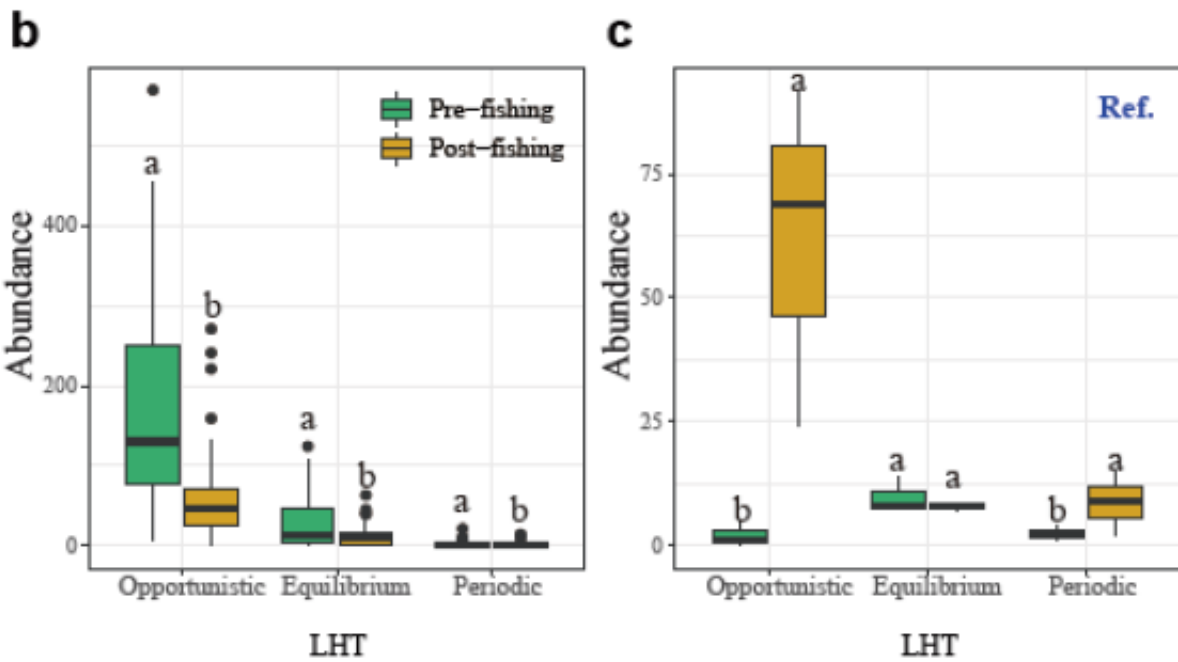 b
Abundance
400
200
0
a
b
a
b
a
b
Pre-fishing
Post-fishing
Opportunistic Equilibrium Periodic
LHT
c
Abundance
75
50
25
0
Ref.
b
a
a
a
b
a
Opportunistic Equilibrium Periodic
LHT